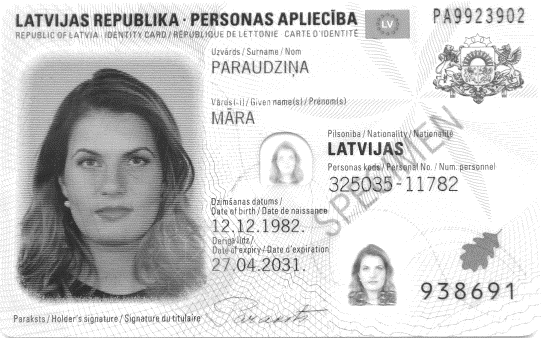 LATVIJAS REPUBLIKA · PERSONAS APLIECĪBA
REPUBLIC OF LATVIA · IDENTITY CARD / RÉPUBLIQUE DE LETTONIE · CARTE D'IDENTITÉ
LV
PA9923902
Uzvārds / Surname / Nom
PARAUDZIŅA
Vārds(-i) / Given name(s) / Prénom(s)
MĀRA
Pilsonība / Nationality / Nationalité
LATVIJAS
Personas kods / Personal No. / Num. personnel
325035-11782
Dzimšanas datums /
Date of birth / Date de naissance
12.12.1982.
Derīga līdz /
Date of expiry / Date d'expiration
27.04.2031.
SPECIMEN
938691
Paraksts / Holder's signature / Signature du titulaire